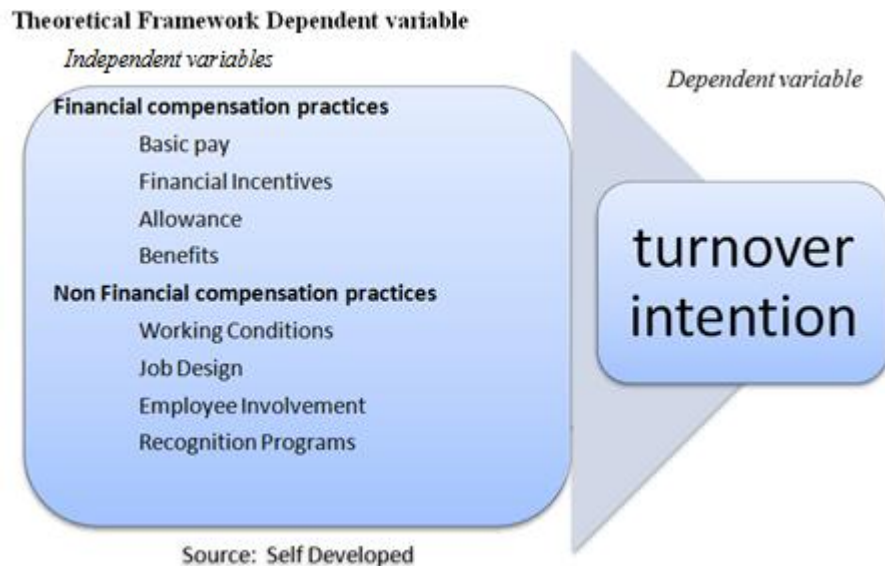 Theoretical Framework Dependent variable
Independent variables
Dependent variable
Financial compensation practices
Basic pay
Financial Incentives
Allowance
Benefits
Non Financial compensation practices
Working Conditions
Job Design
Employee Involvement
Recognition Programs
turnover
intention
Source: Self Developed